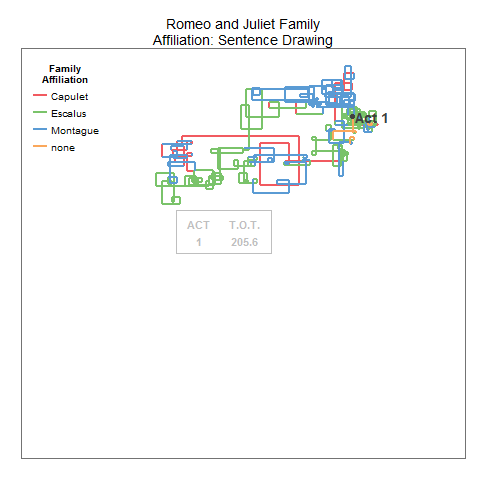 Romeo and Juliet Family
Affiliation: Sentence Drawing
Family
Affiliation
Capulet
Escalus
Montague
none
Act 1
ACT T.O.T.
1 205.6